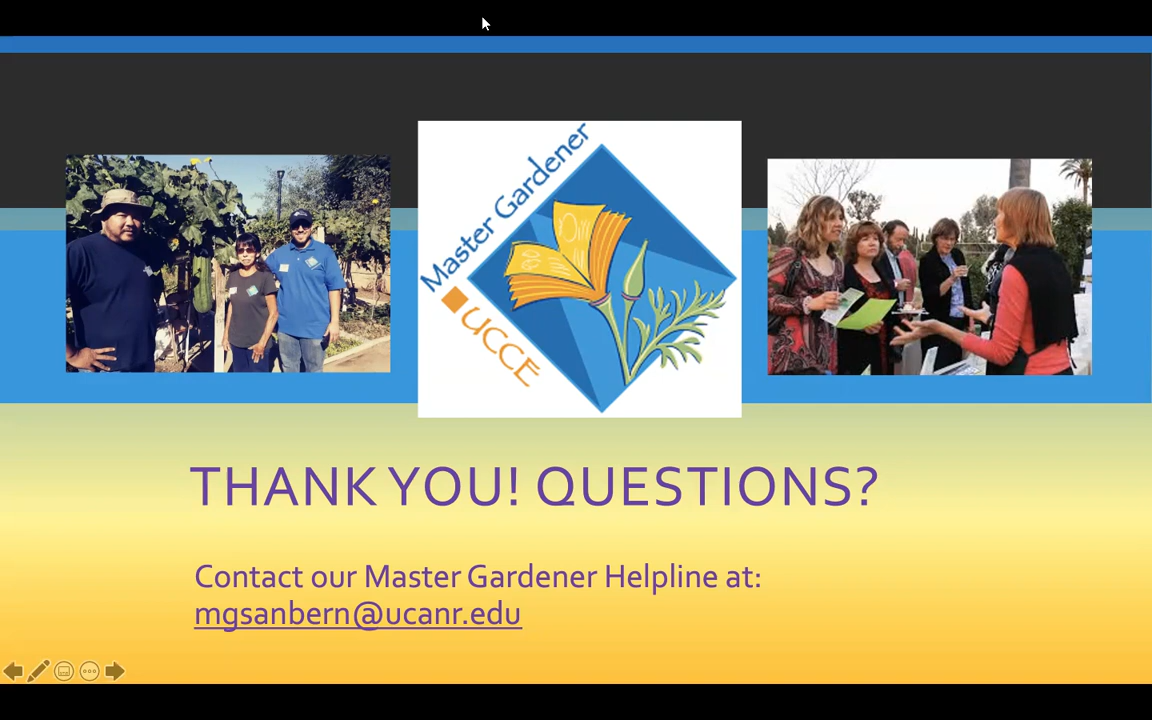 Master Gardener
UCCE
THANK YOU! QUESTIONS?
Contact our Master Gardener Helpline at:
mgsanbern@ucanr.edu